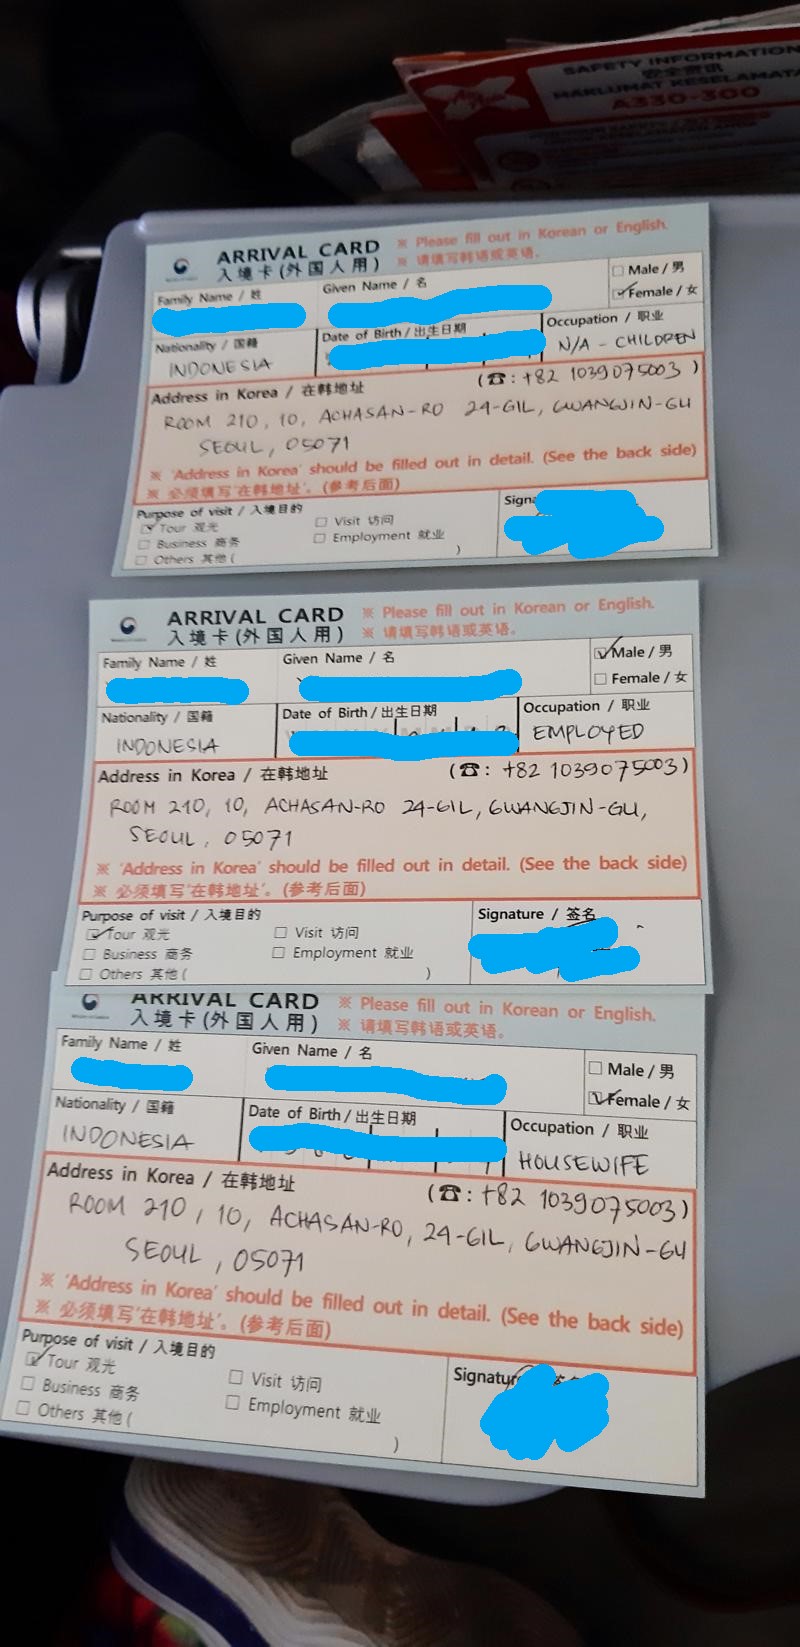 SAFETY INFORMATION
安全资讯
MAKLUMAT KESELAMATA
A330-300
ARRIVAL CARD ※ Please fill out in Korean or English.
入境卡(外国人用) ※ 请填写韩语或英语。
Family Name / 姓 Given Name / 名 Male / 男
Female / 女
Nationality / 国籍 Date of Birth / 出生日期 Occupation / 职业
INDONESIA N/A - CHILDREN
Address in Korea / 在韩地址 (☎: +82 1039075003)
ROOM 210, 10, ACHASAN-RO 24-GIL, GWANGJIN-GU
SEOUL, 05071
※ 'Address in Korea' should be filled out in detail. (See the back side)
※ 必须填写'在韩地址'。(参考后面)
Purpose of visit / 入境目的 Signa
Tour 观光 Visit 访问
Business 商务 Employment 就业
Others 其他 ( )
ARRIVAL CARD ※ Please fill out in Korean or English.
入境卡(外国人用) ※ 请填写韩语或英语。
Family Name / 姓 Given Name / 名 Male / 男
Female / 女
Nationality / 国籍 Date of Birth / 出生日期 Occupation / 职业
INDONESIA EMPLOYED
Address in Korea / 在韩地址 (☎: +82 1039075003)
ROOM 210, 10, ACHASAN-RO 24-GIL, GWANGJIN-GU,
SEOUL, 05071
※ 'Address in Korea' should be filled out in detail. (See the back side)
※ 必须填写'在韩地址'。(参考后面)
Purpose of visit / 入境目的 Signature / 签名
Tour 观光 Visit 访问
Business 商务 Employment 就业
Others 其他 ( )
ARRIVAL CARD ※ Please fill out in Korean or English.
入境卡(外国人用) ※ 请填写韩语或英语。
Family Name / 姓 Given Name / 名 Male / 男
Female / 女
Nationality / 国籍 Date of Birth / 出生日期 Occupation / 职业
INDONESIA HOUSEWIFE
Address in Korea / 在韩地址 (☎: +82 1039075003)
ROOM 210, 10, ACHASAN-RO, 24-GIL, GWANGJIN-GU
SEOUL, 05071
※ 'Address in Korea' should be filled out in detail. (See the back side)
※ 必须填写'在韩地址'。(参考后面)
Purpose of visit / 入境目的 Signatur
Tour 观光 Visit 访问
Business 商务 Employment 就业
Others 其他 ( )